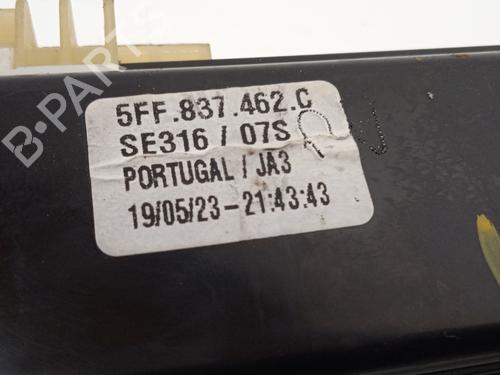 5FF.837.462.C
SE316 / 07S
PORTUGAL / JA3
19/05/23-21:43:43
B-PARTS